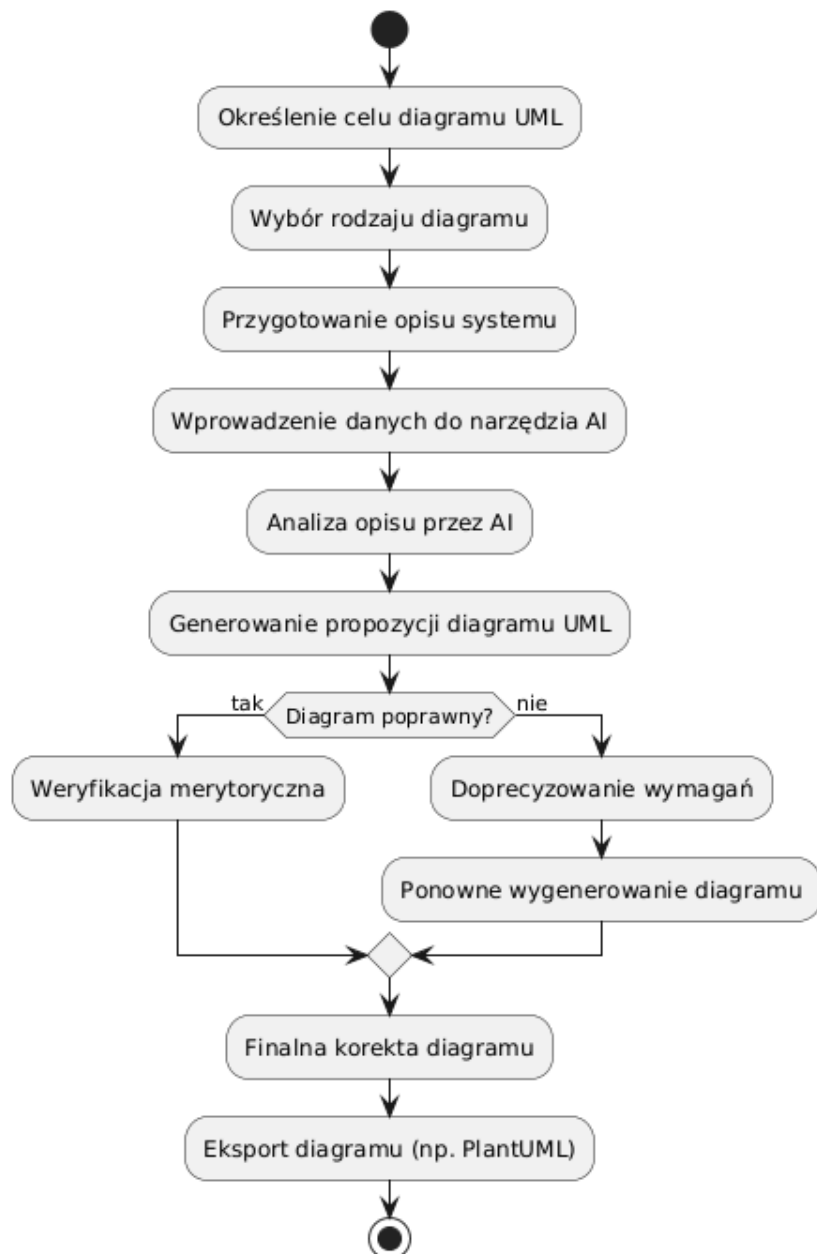 Określenie celu diagramu UML
Wybór rodzaju diagramu
Przygotowanie opisu systemu
Wprowadzenie danych do narzędzia AI
Analiza opisu przez AI
Generowanie propozycji diagramu UML
tak
Diagram poprawny?
nie
Weryfikacja merytoryczna
Doprecyzowanie wymagań
Ponowne wygenerowanie diagramu
Finalna korekta diagramu
Eksport diagramu (np. PlantUML)